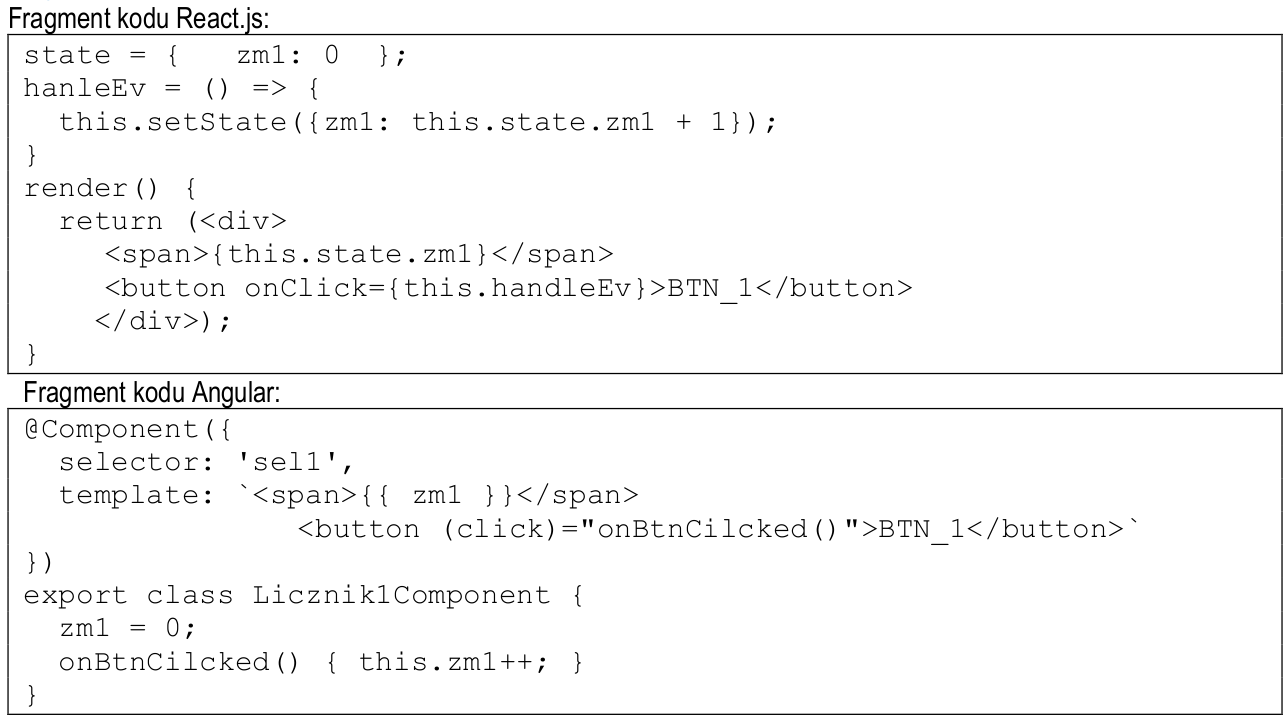 Fragment kodu React.js:
state = {   zm1: 0  };
hanleEv = () => {
  this.setState({zm1: this.state.zm1 + 1});
}
render() {
  return (<div>
     <span>{this.state.zm1}</span>
     <button onClick={this.handleEv}>BTN_1</button>
    </div>);
}
Fragment kodu Angular:
@Component({
  selector: 'sel1',
  template: `<span>{{ zm1 }}</span>
                <button (click)="onBtnCilcked()">BTN_1</button>`
})
export class Licznik1Component {
  zm1 = 0;
  onBtnCilcked() { this.zm1++; }
}